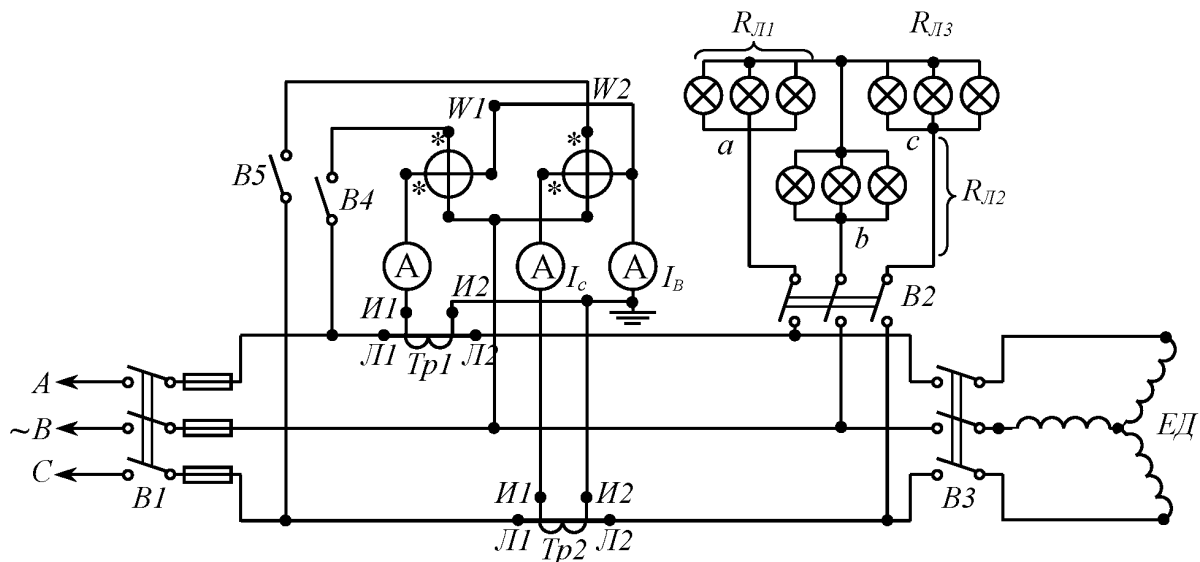 R_Л1
R_Л3
W1
W2
*
*
*
*
a
c
B5
B4
b
R_Л2
A
A
A
I_c
I_B
И1
И2
B2
Л1
Тр1
Л2
A
~B
C
B1
B3
ЕД
И1
И2
Л1
Тр2
Л2